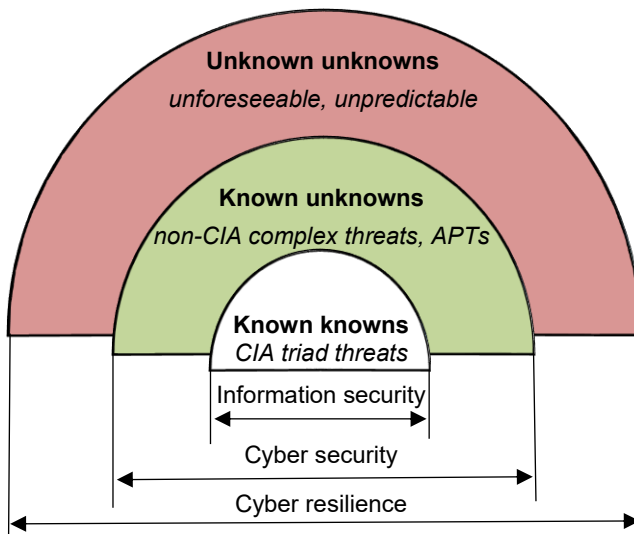 Unknown unknowns
unforeseeable, unpredictable
Known unknowns
non-CIA complex threats, APTs
Known knowns
CIA triad threats
Information security
Cyber security
Cyber resilience